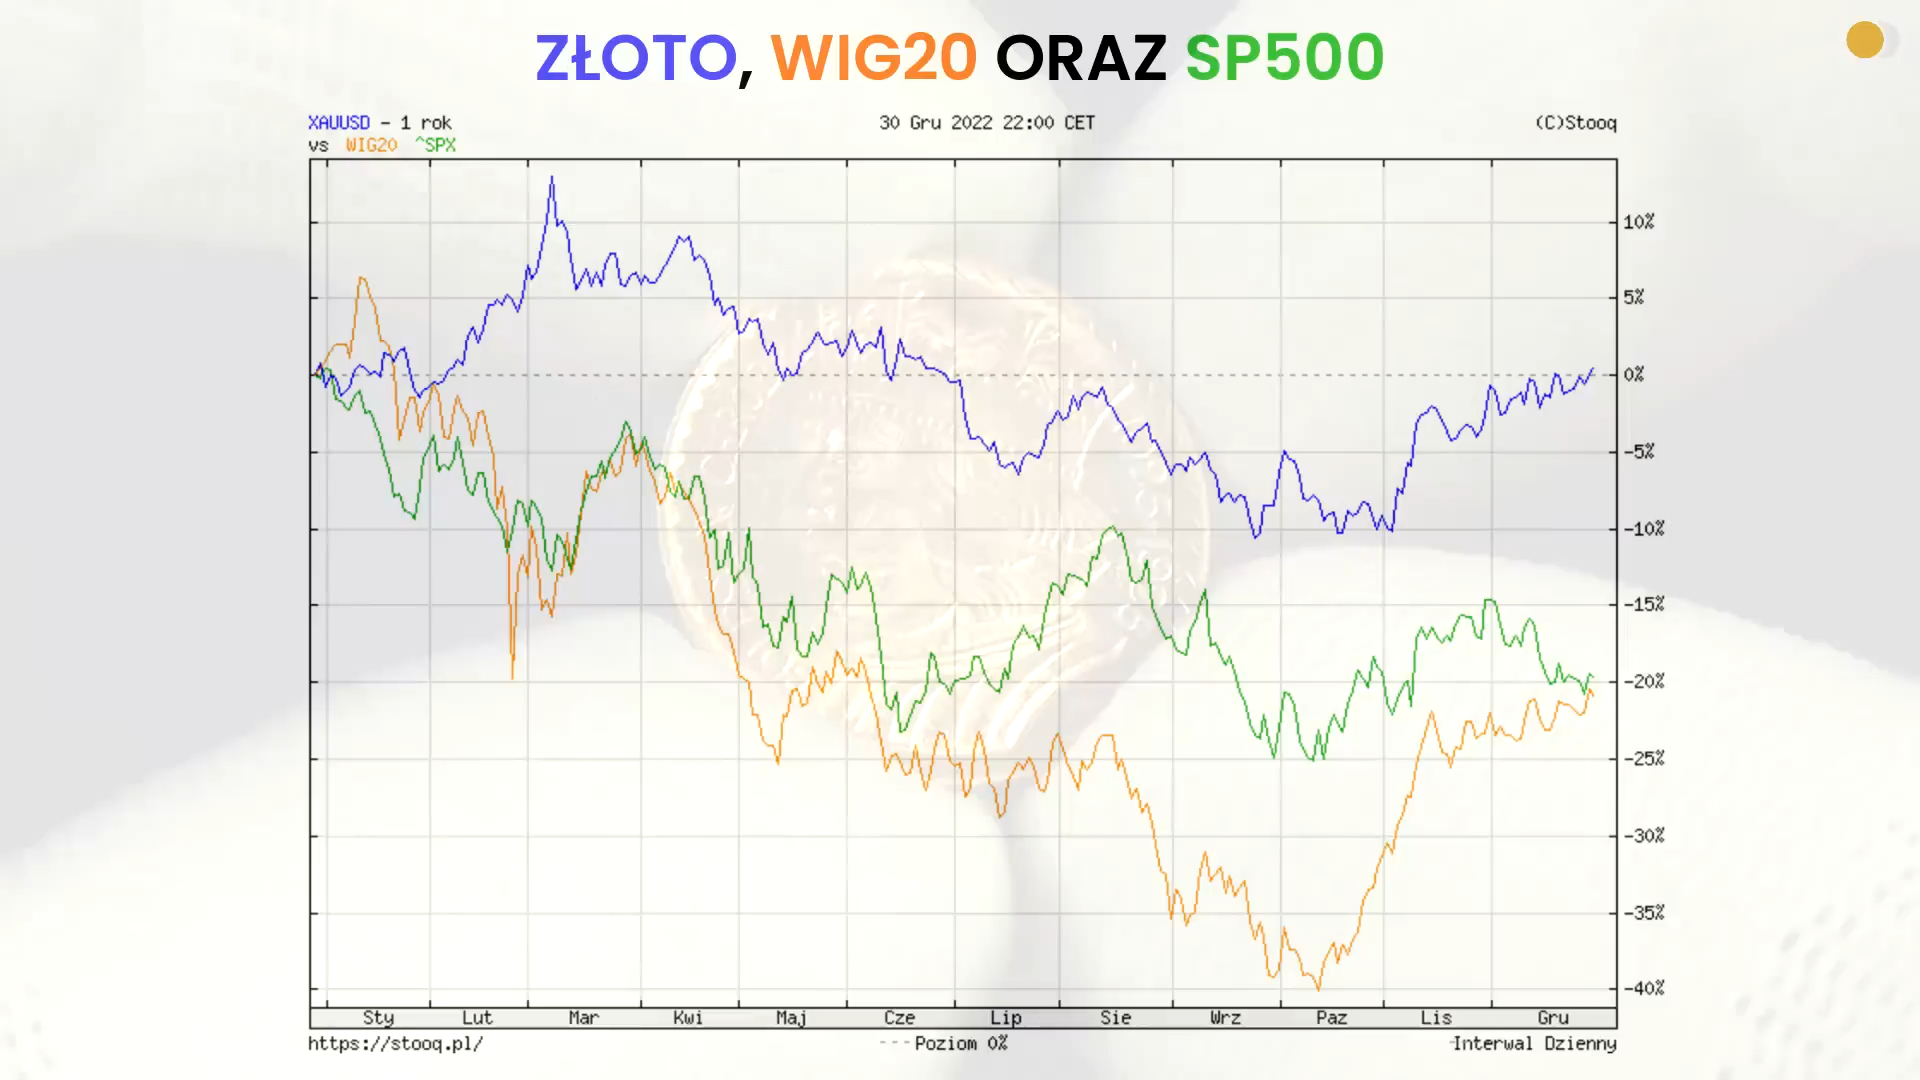 ZŁOTO, WIG20 ORAZ SP500
XAUUSD - 1 rok
30 Gru 2022 22:00 CET
(C)Stooq
vs WIG20 ^SPX
10%
5%
0%
-5%
-10%
-15%
-20%
-25%
-30%
-35%
-40%
Sty Lut Mar Kwi Maj Cze Lip Sie Wrz Paz Lis Gru
https://stooq.pl/
Poziom 0%
Interwal Dzienny